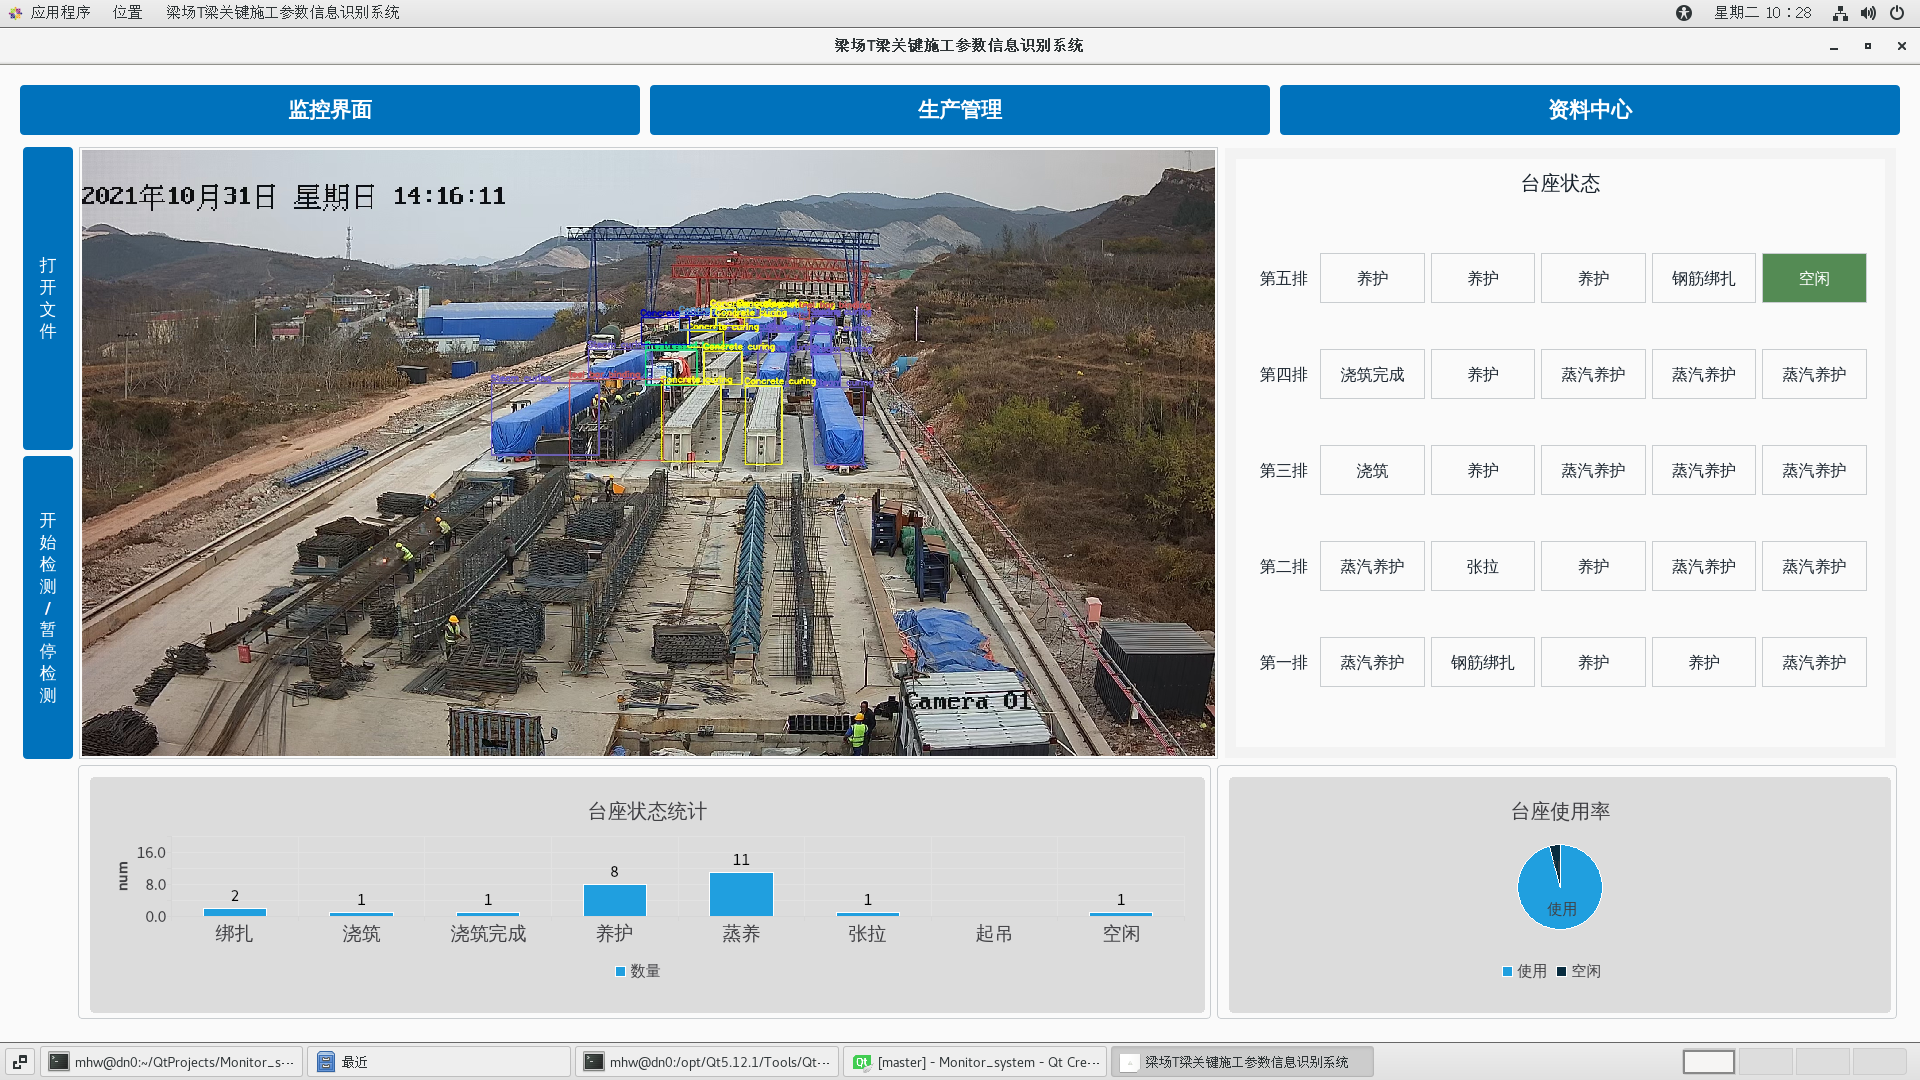 应用程序 位置 梁场T梁关键施工参数信息识别系统 星期二 10：28
梁场T梁关键施工参数信息识别系统
监控界面 生产管理 资料中心
打开文件
开始检测/暂停检测
2021年10月31日 星期日 14:16:11
Concrete curing
Concrete curing
Concrete curing
Concrete curing
Camera 01
台座状态
第五排 养护 养护 养护 钢筋绑扎 空闲
第四排 浇筑完成 养护 蒸汽养护 蒸汽养护 蒸汽养护
第三排 浇筑 养护 蒸汽养护 蒸汽养护 蒸汽养护
第二排 蒸汽养护 张拉 养护 蒸汽养护 蒸汽养护
第一排 蒸汽养护 钢筋绑扎 养护 养护 蒸汽养护
台座状态统计
num
16.0
8.0
0.0
2 1 1 8 11 1 1
绑扎 浇筑 浇筑完成 养护 蒸养 张拉 起吊 空闲
数量
台座使用率
使用
使用 空闲
mhw@dn0:~/QtProjects/Monitor_s··· 最近 mhw@dn0:/opt/Qt5.12.1/Tools/Qt··· [master] - Monitor_system - Qt Cre··· 梁场T梁关键施工参数信息识别系统